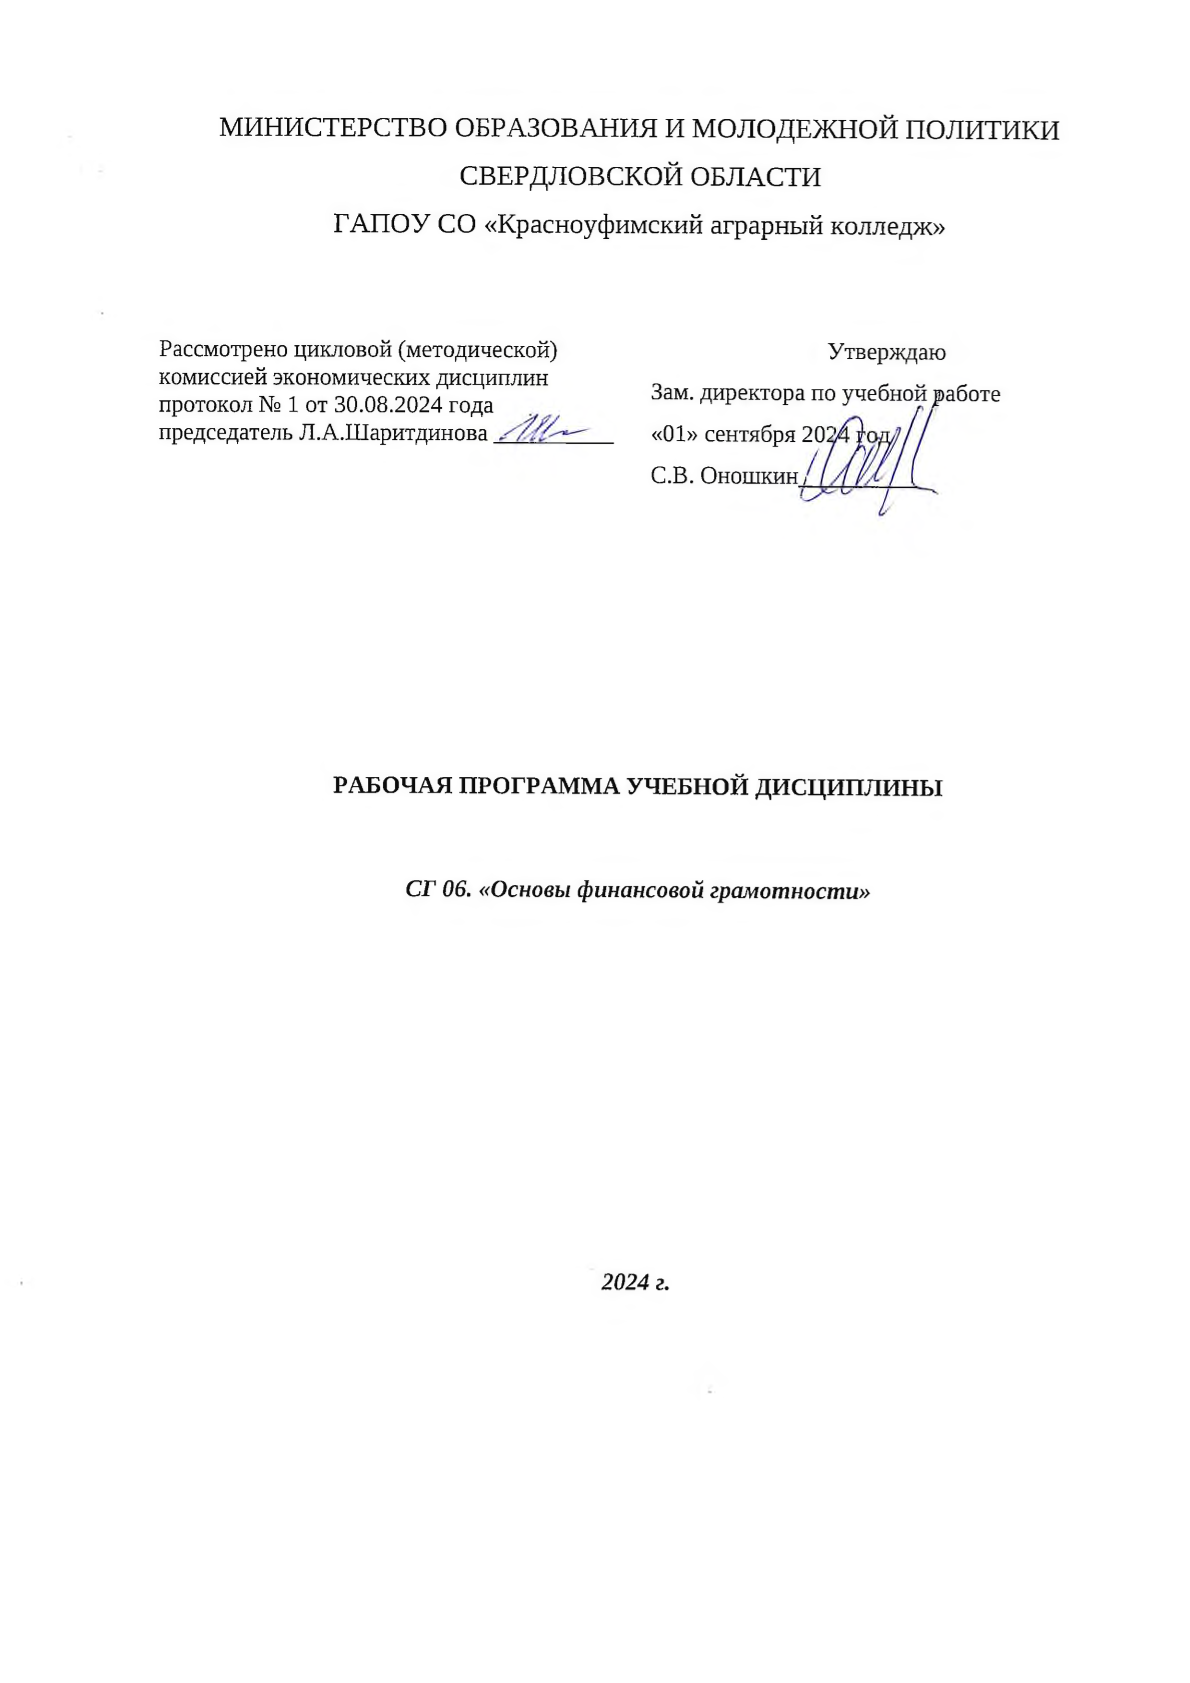 МИНИСТЕРСТВО ОБРАЗОВАНИЯ И МОЛОДЕЖНОЙ ПОЛИТИКИ
СВЕРДЛОВСКОЙ ОБЛАСТИ
ГАПОУ СО «Красноуфимский аграрный колледж»
Рассмотрено цикловой (методической)
комиссией экономических дисциплин
протокол № 1 от 30.08.2024 года
председатель Л.А.Шаритдинова
Утверждаю
Зам. директора по учебной работе
«01» сентября 2024 год
С.В. Оношкин
РАБОЧАЯ ПРОГРАММА УЧЕБНОЙ ДИСЦИПЛИНЫ
СГ 06. «Основы финансовой грамотности»
2024 г.